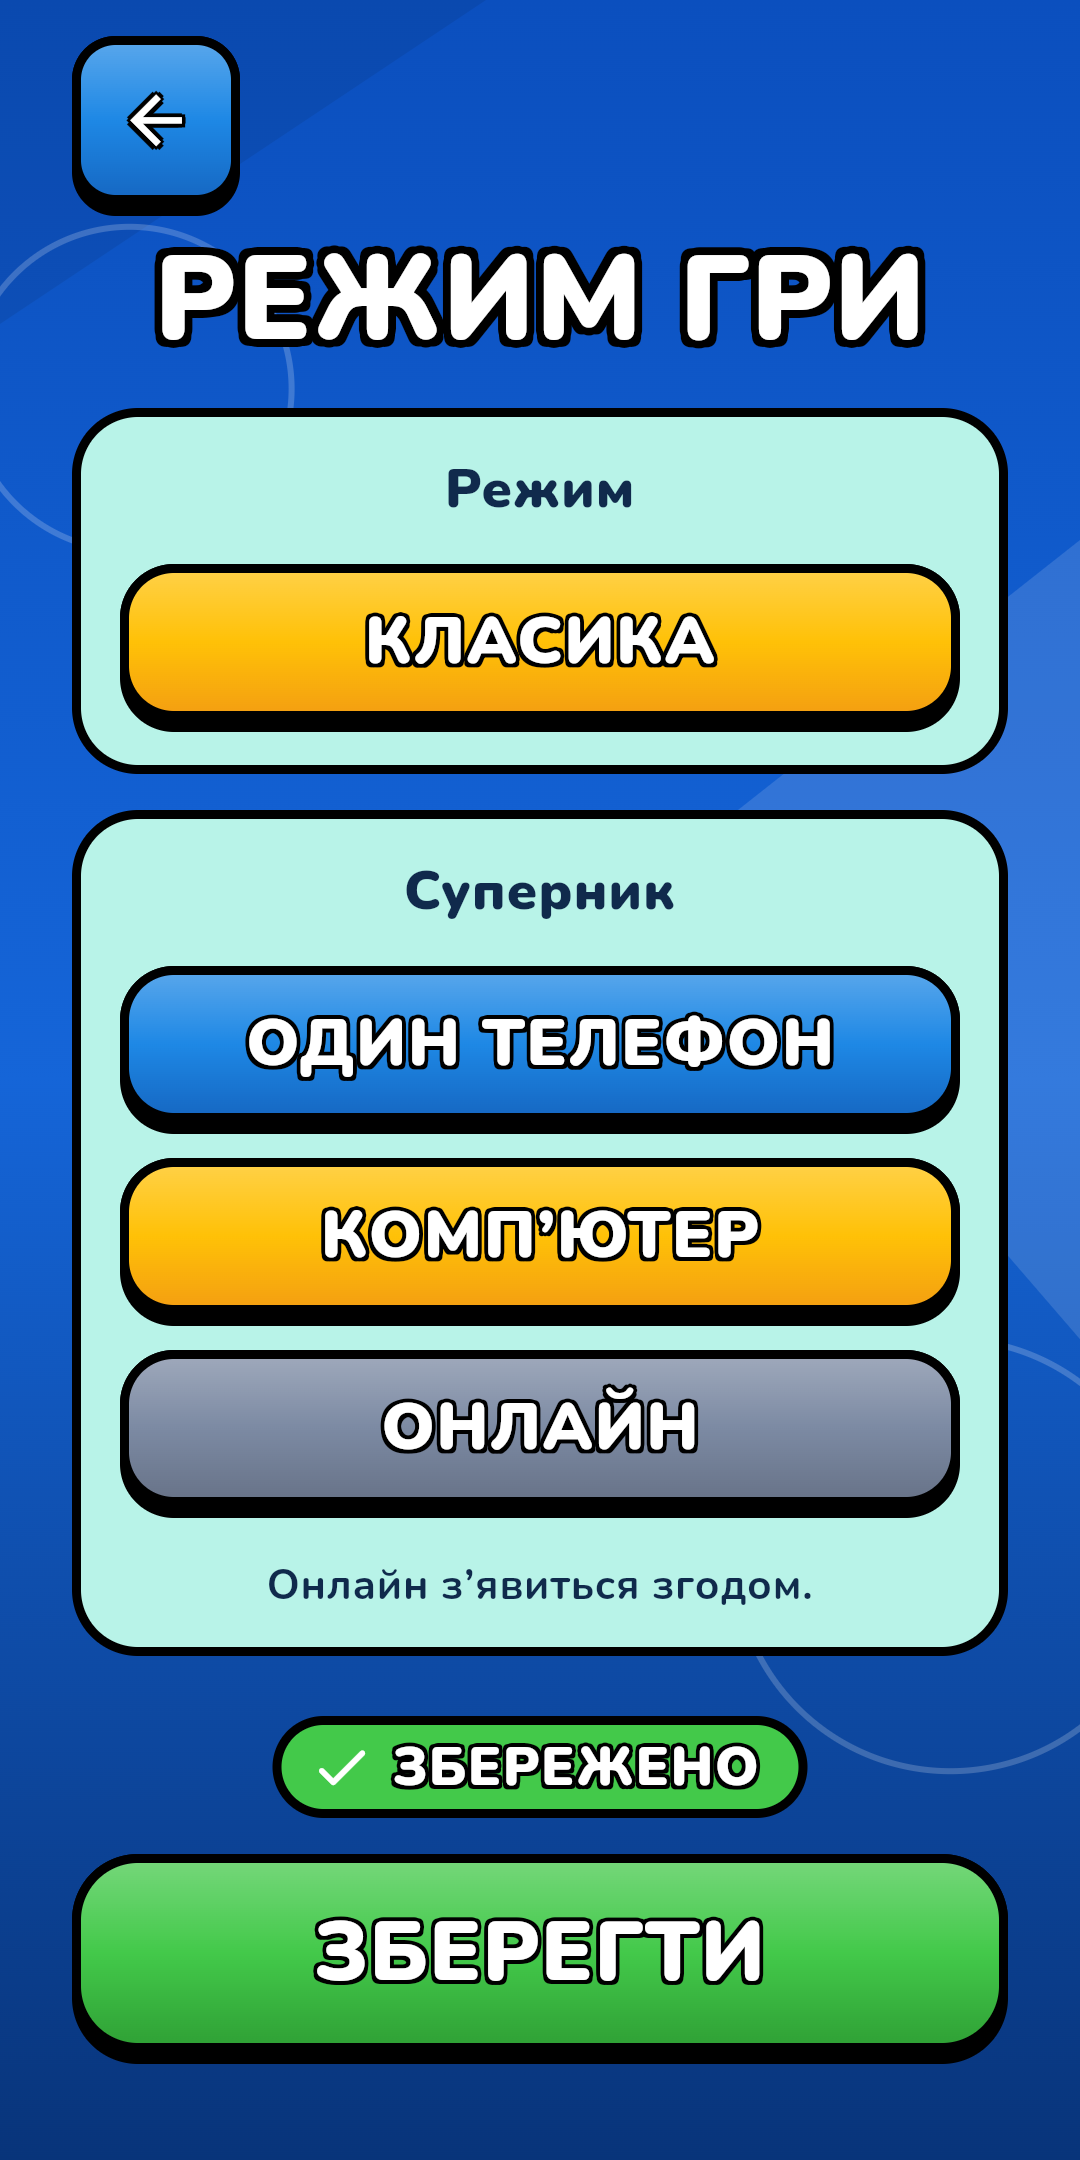 РЕЖИМ ГРИ
Режим
КЛАСИКА
Суперник
ОДИН ТЕЛЕФОН
КОМП’ЮТЕР
ОНЛАЙН
Онлайн з’явиться згодом.
ЗБЕРЕЖЕНО
ЗБЕРЕГТИ